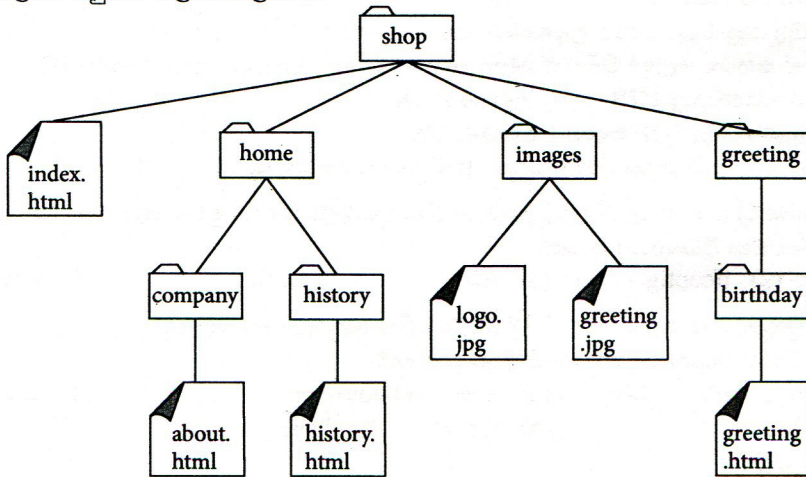 shop
index.
html
home
images
greeting
company
history
logo.
jpg
greeting
.jpg
birthday
about.
html
history.
html
greeting
.html